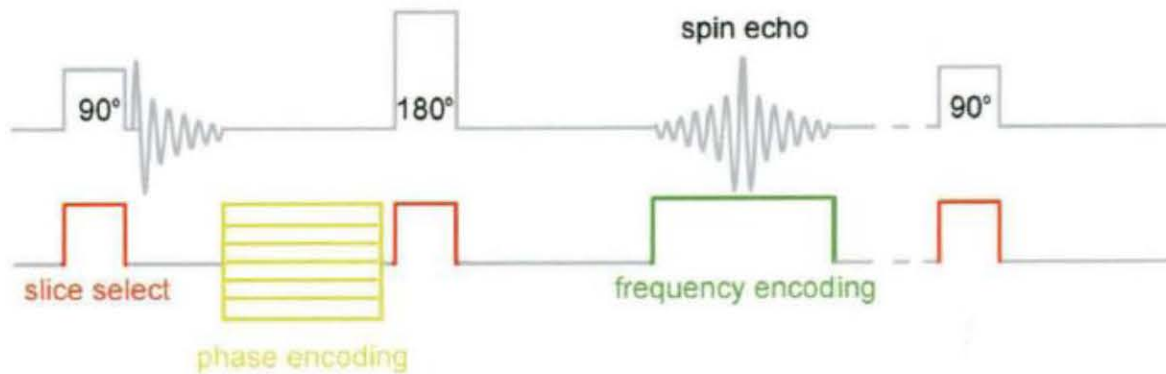 spin echo
90° 180° 90°
slice select
frequency encoding
phase encoding